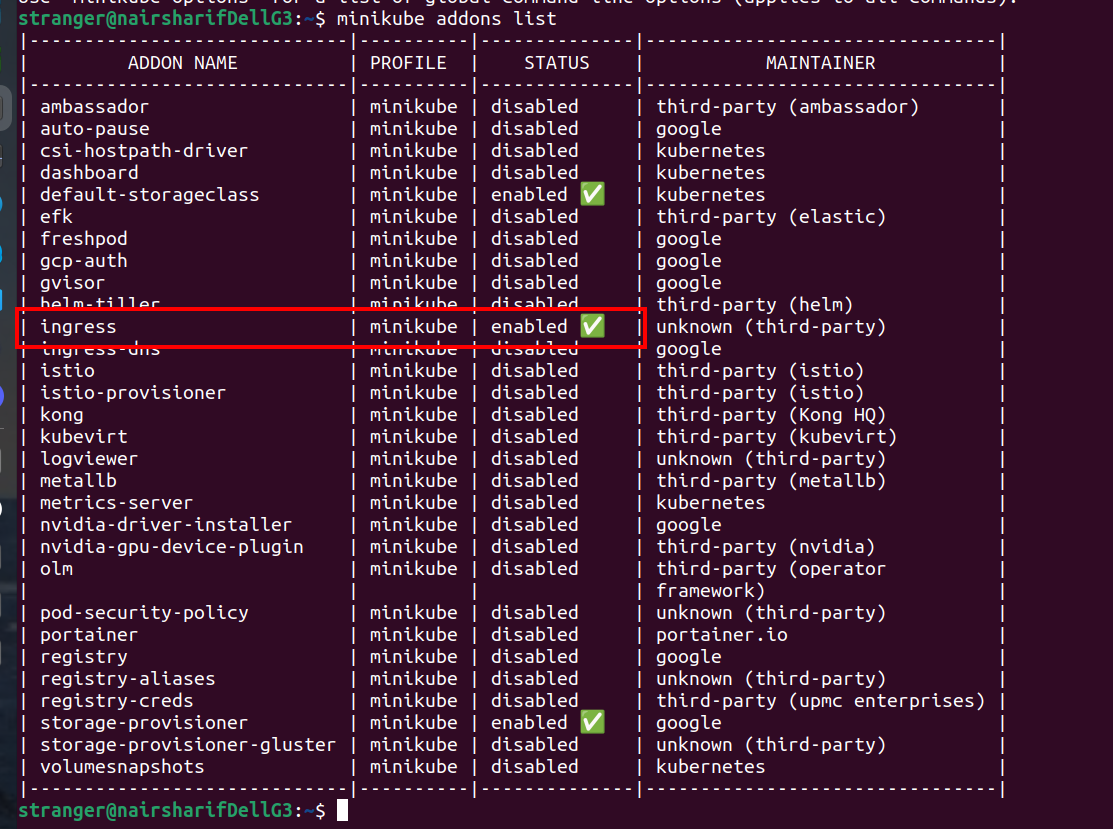 use "minikube options" for a list of global command-line options (applies to all commands).
stranger@nairsharifDellG3:~$ minikube addons list
|-----------------------------|----------|--------------|--------------------------------|
| ADDON NAME | PROFILE | STATUS | MAINTAINER |
|-----------------------------|----------|--------------|--------------------------------|
| ambassador | minikube | disabled | third-party (ambassador) |
| auto-pause | minikube | disabled | google |
| csi-hostpath-driver | minikube | disabled | kubernetes |
| dashboard | minikube | disabled | kubernetes |
| default-storageclass | minikube | enabled ✅ | kubernetes |
| efk | minikube | disabled | third-party (elastic) |
| freshpod | minikube | disabled | google |
| gcp-auth | minikube | disabled | google |
| gvisor | minikube | disabled | google |
| helm-tiller | minikube | disabled | third-party (helm) |
| ingress | minikube | enabled ✅ | unknown (third-party) |
| ingress-dns | minikube | disabled | google |
| istio | minikube | disabled | third-party (istio) |
| istio-provisioner | minikube | disabled | third-party (istio) |
| kong | minikube | disabled | third-party (Kong HQ) |
| kubevirt | minikube | disabled | third-party (kubevirt) |
| logviewer | minikube | disabled | unknown (third-party) |
| metallb | minikube | disabled | third-party (metallb) |
| metrics-server | minikube | disabled | kubernetes |
| nvidia-driver-installer | minikube | disabled | google |
| nvidia-gpu-device-plugin | minikube | disabled | third-party (nvidia) |
| olm | minikube | disabled | third-party (operator |
| | | | framework) |
| pod-security-policy | minikube | disabled | unknown (third-party) |
| portainer | minikube | disabled | portainer.io |
| registry | minikube | disabled | google |
| registry-aliases | minikube | disabled | unknown (third-party) |
| registry-creds | minikube | disabled | third-party (upmc enterprises) |
| storage-provisioner | minikube | enabled ✅ | google |
| storage-provisioner-gluster | minikube | disabled | unknown (third-party) |
| volumesnapshots | minikube | disabled | kubernetes |
|-----------------------------|----------|--------------|--------------------------------|
stranger@nairsharifDellG3:~$